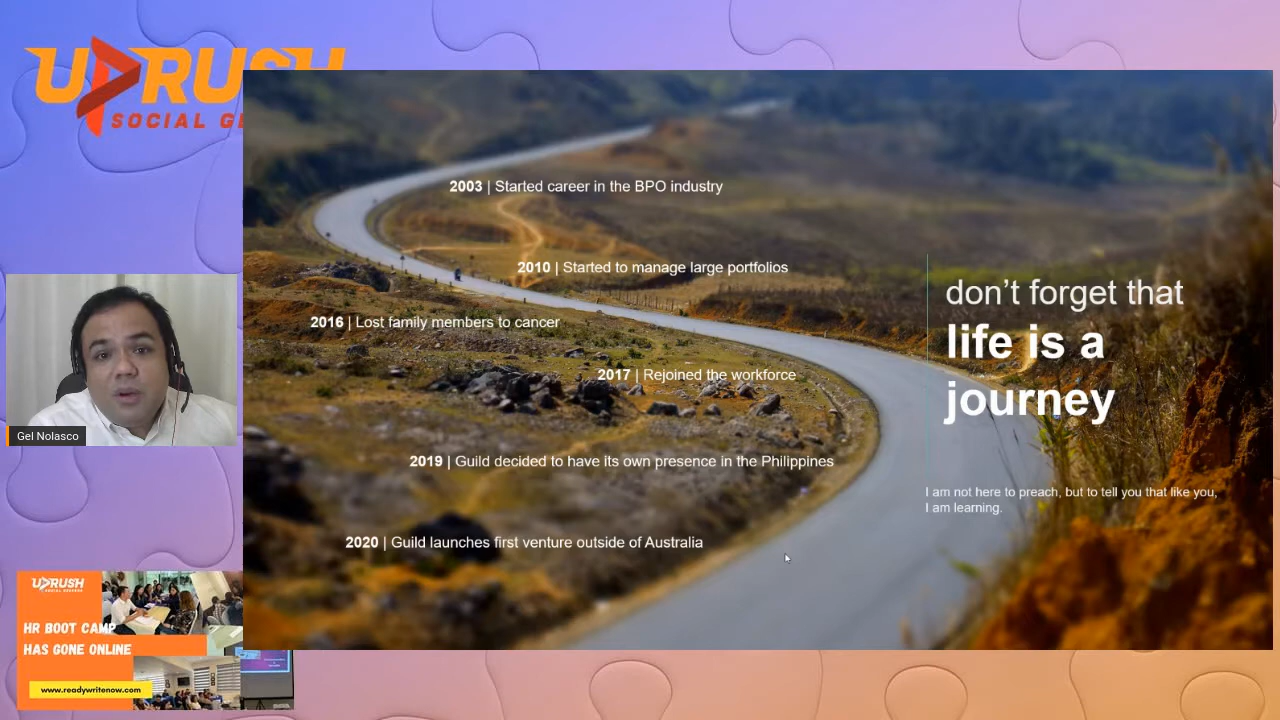 UPRUSH
SOCIAL GE
2003 | Started career in the BPO industry
2010 | Started to manage large portfolios
2016 | Lost family members to cancer
2017 | Rejoined the workforce
2019 | Guild decided to have its own presence in the Philippines
2020 | Guild launches first venture outside of Australia
don't forget that
life is a
journey
I am not here to preach, but to tell you that like you,
I am learning.
Gel Nolasco
UPRUSH
SOCIAL GEEKERS
HR BOOT CAMP
HAS GONE ONLINE
www.readywritenow.com